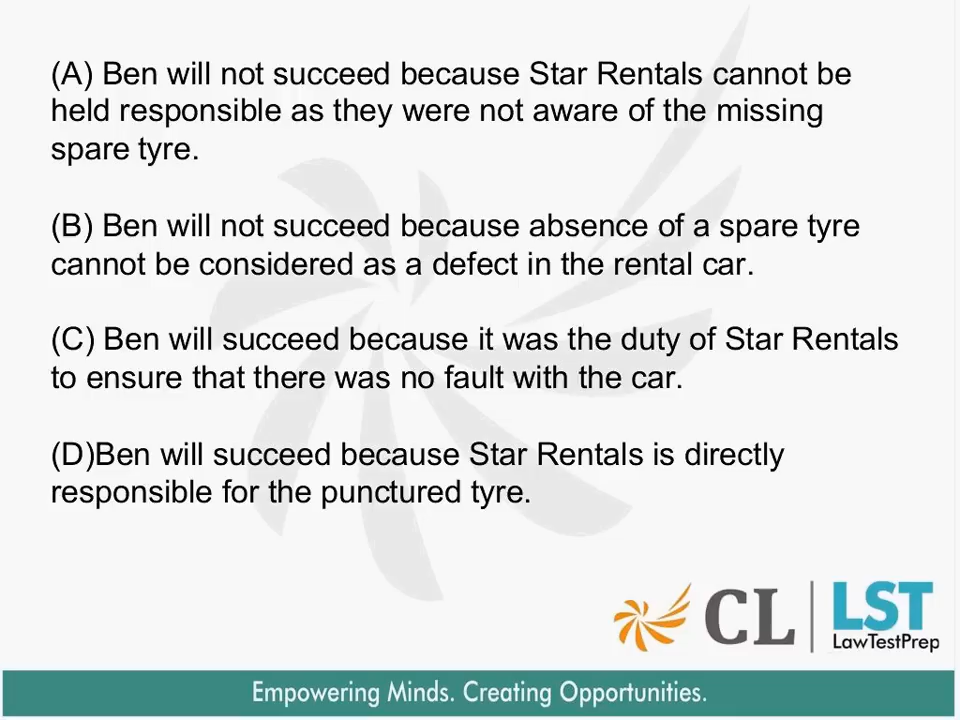 (A) Ben will not succeed because Star Rentals cannot be
held responsible as they were not aware of the missing
spare tyre.
(B) Ben will not succeed because absence of a spare tyre
cannot be considered as a defect in the rental car.
(C) Ben will succeed because it was the duty of Star Rentals
to ensure that there was no fault with the car.
(D)Ben will succeed because Star Rentals is directly
responsible for the punctured tyre.
CL
LST
LawTestPrep
Empowering Minds. Creating Opportunities.